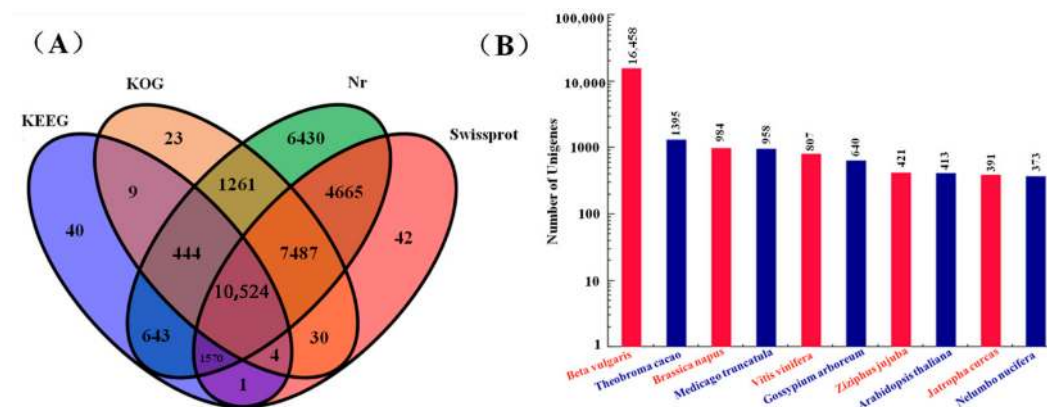 (A)
KOG
Nr
KEEG
Swissprot
23
6430
1261
9
4665
40
444
7487
42
10,524
643
1570
4
30
1
(B)
Number of Unigenes
100,000
10,000
1000
100
10
1
16.458
1395
984
958
807
640
421
413
391
373
Beta vulgaris
Theobroma cacao
Brassica napus
Medicago truncatula
Vitis vinifera
Gossypium arboreum
Ziziphus jujuba
Arabidopsis thaliana
Jatropha curcas
Nelumbo nucifera